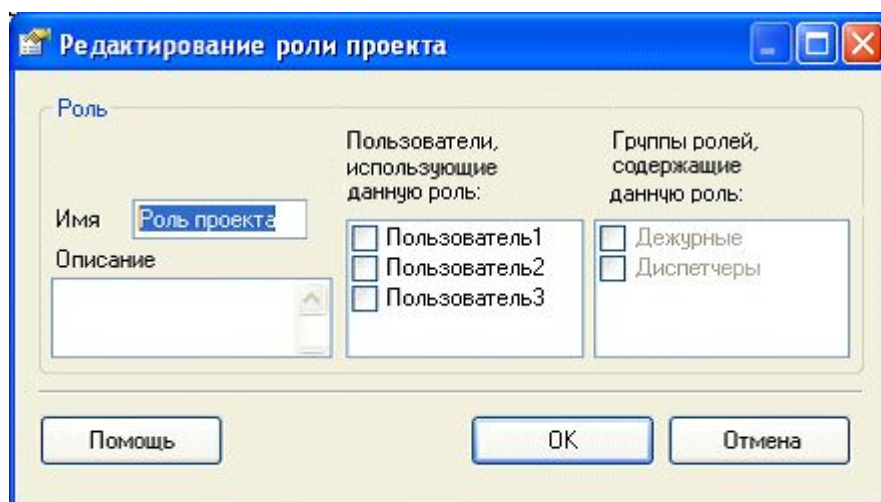 Редактирование роли проекта
Роль
Пользователи,
использующие
данную роль:
Группы ролей,
содержащие
данную роль:
Имя
Роль проекта
Описание
Пользователь1
Пользователь2
Пользователь3
Дежурные
Диспетчеры
Помощь
ОК
Отмена